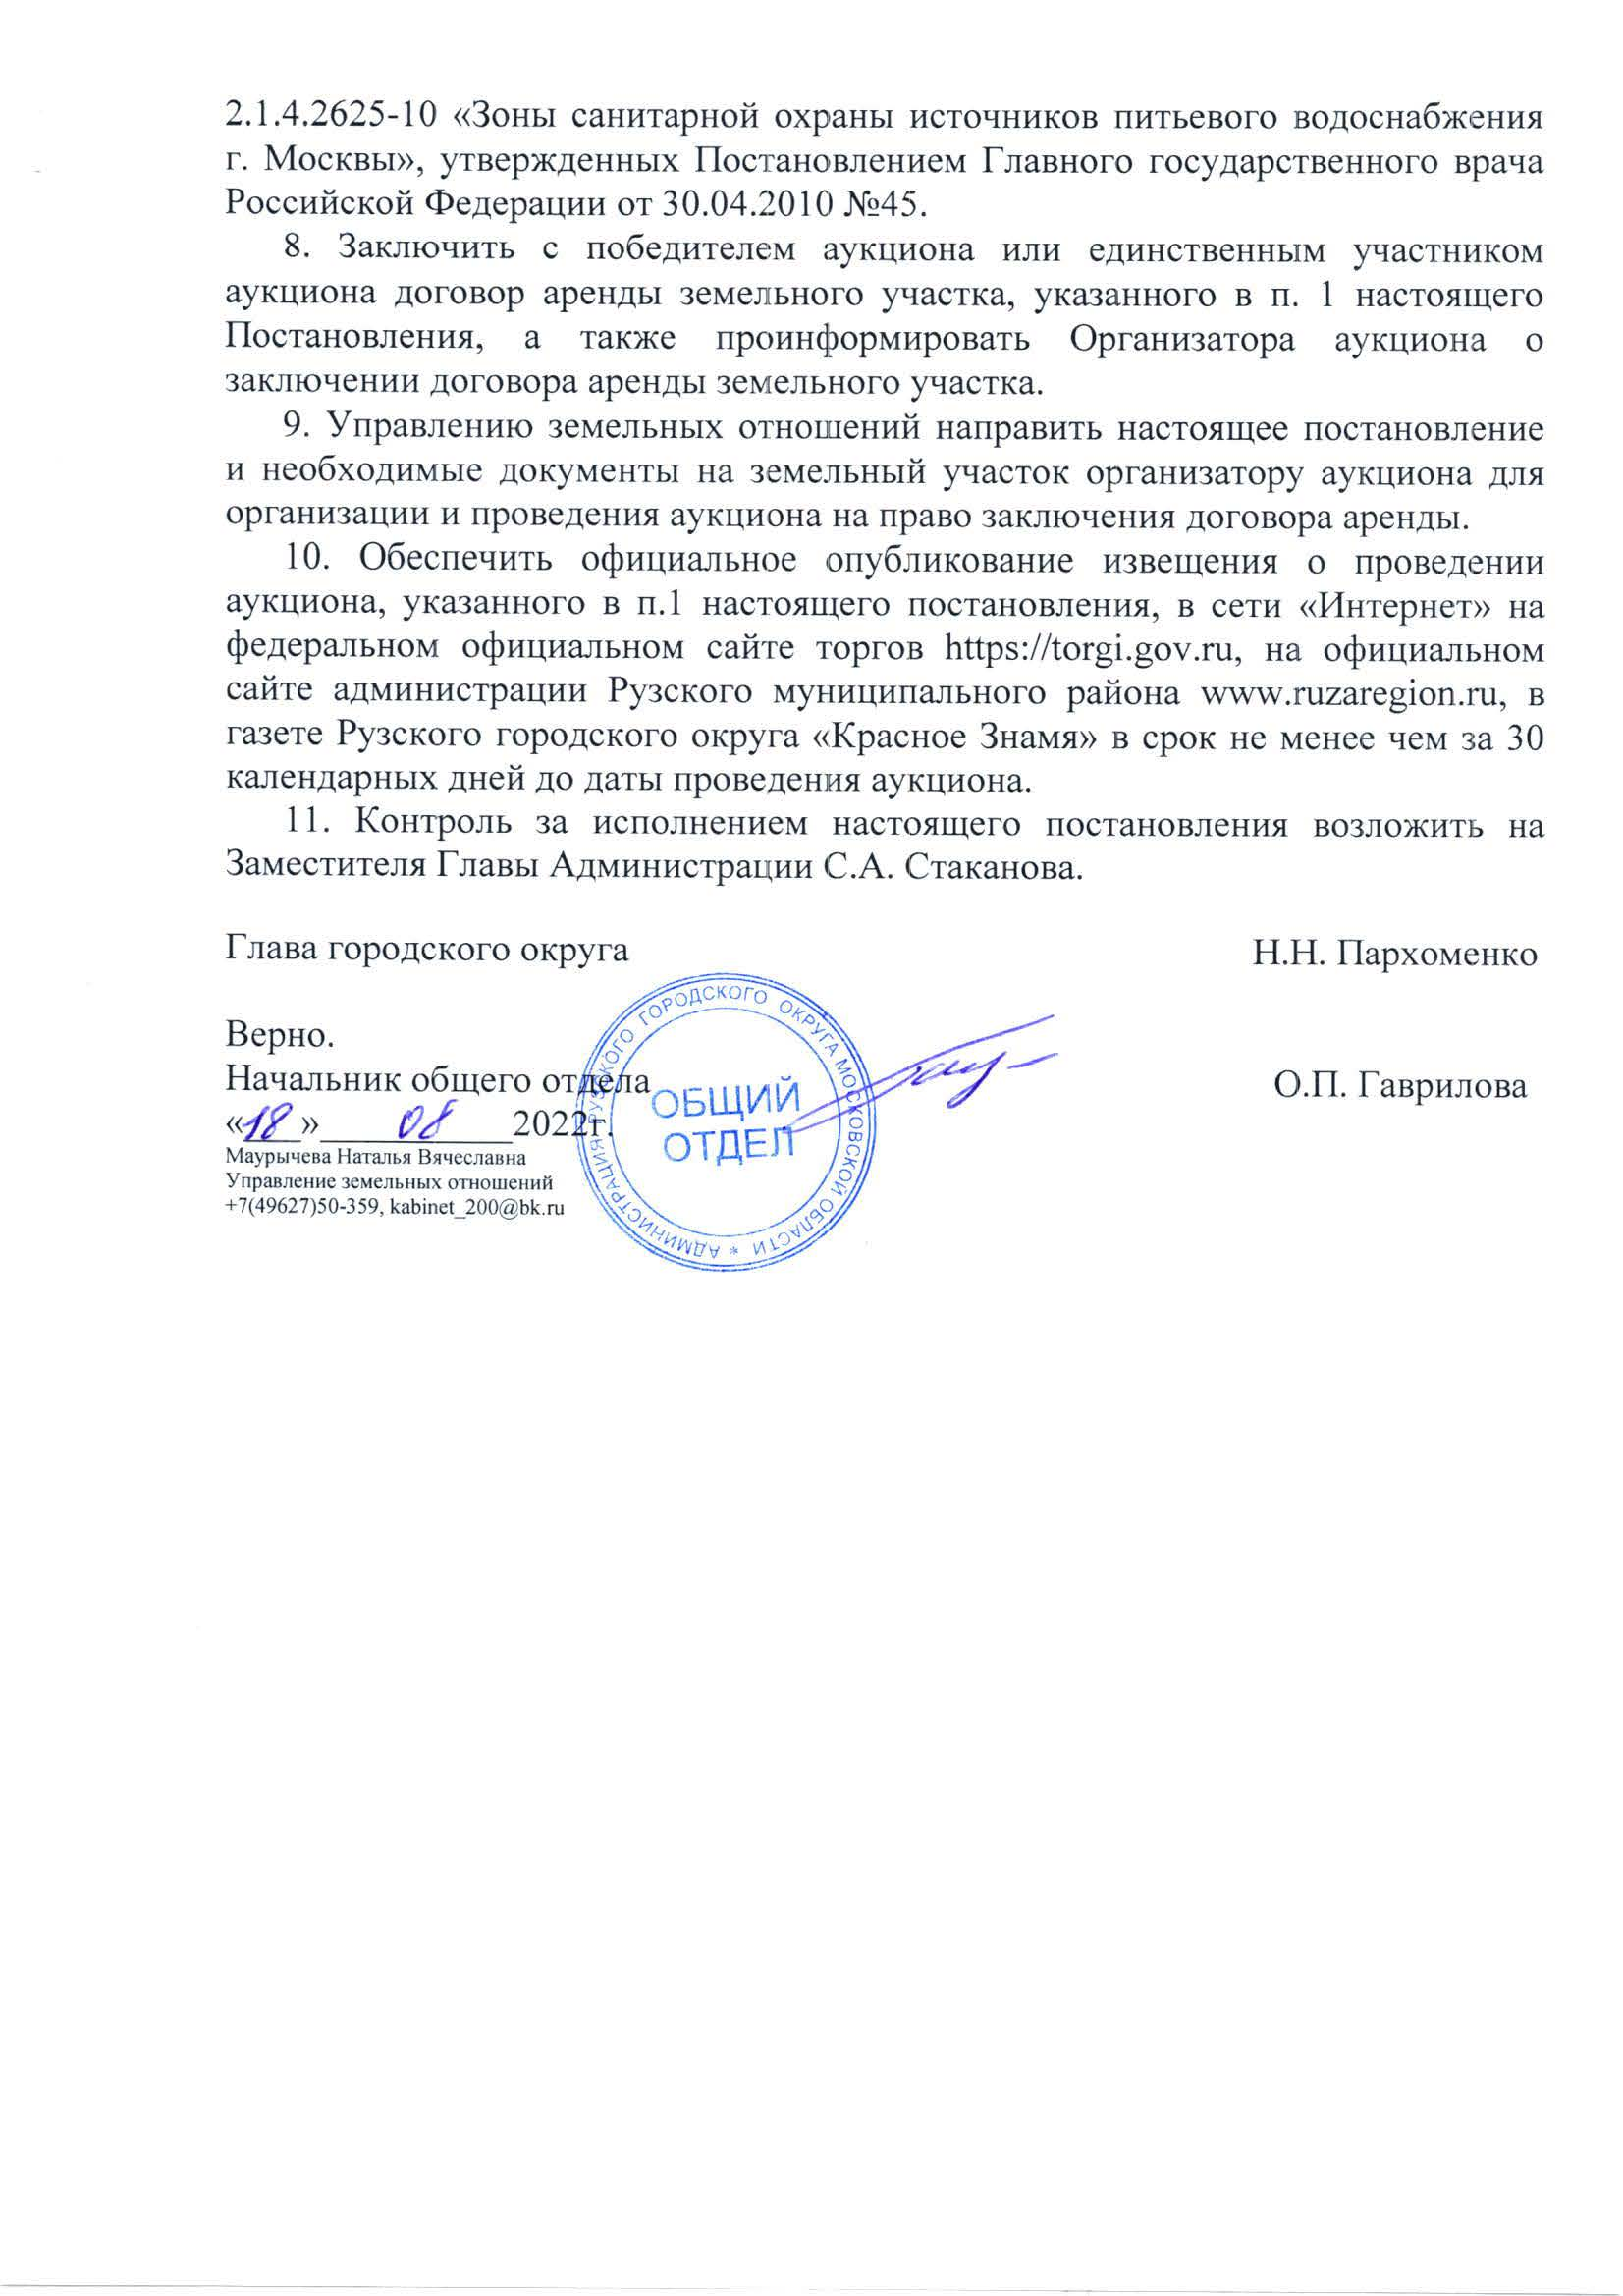 2.1.4.2625-10 «Зоны санитарной охраны источников питьевого водоснабжения
г. Москвы», утвержденных Постановлением Главного государственного врача
Российской Федерации от 30.04.2010 №45.
8. Заключить с победителем аукциона или единственным участником
аукциона договор аренды земельного участка, указанного в п. 1 настоящего
Постановления, а также проинформировать Организатора аукциона о
заключении договора аренды земельного участка.
9. Управлению земельных отношений направить настоящее постановление
и необходимые документы на земельный участок организатору аукциона для
организации и проведения аукциона на право заключения договора аренды.
10. Обеспечить официальное опубликование извещения о проведении
аукциона, указанного в п.1 настоящего постановления, в сети «Интернет» на
федеральном официальном сайте торгов https://torgi.gov.ru, на официальном
сайте администрации Рузского муниципального района www.ruzaregion.ru, в
газете Рузского городского округа «Красное Знамя» в срок не менее чем за 30
календарных дней до даты проведения аукциона.
11. Контроль за исполнением настоящего постановления возложить на
Заместителя Главы Администрации С.А. Стаканова.
Глава городского округа Н.Н. Пархоменко
Верно.
Начальник общего отдела О.П. Гаврилова
«18» 08 2022г.
Маурычева Наталья Вячеславна
Управление земельных отношений
+7(49627)50-359, kabinet_200@bk.ru
АДМИНИСТРАЦИЯ РУЗСКОГО ГОРОДСКОГО ОКРУГА МОСКОВСКОЙ ОБЛАСТИ *
ОБЩИЙ
ОТДЕЛ